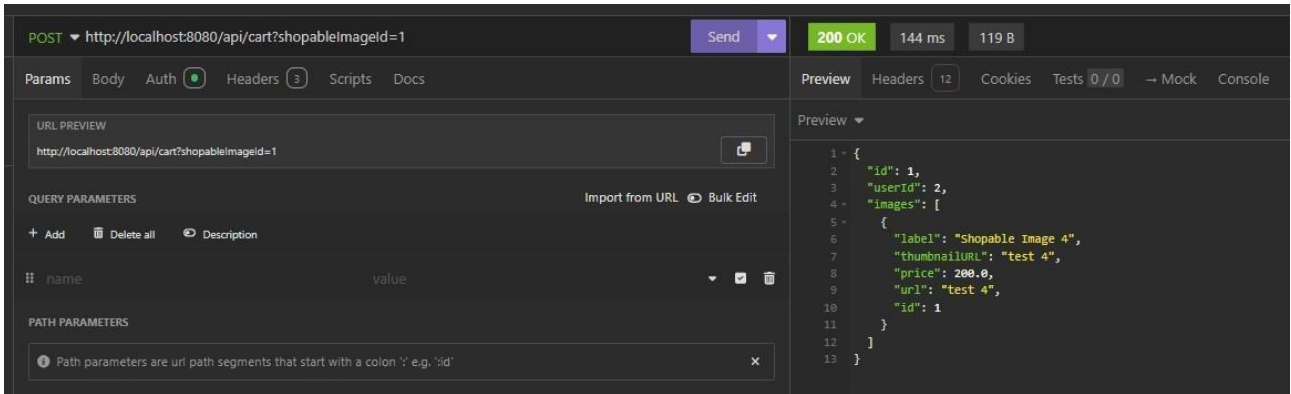 POST http://localhost:8080/api/cart?shopableImageId=1 Send
Params Body Auth Headers 3 Scripts Docs
URL PREVIEW
http://localhost:8080/api/cart?shopableImageId=1
QUERY PARAMETERS Import from URL Bulk Edit
+ Add Delete all Description
name value
PATH PARAMETERS
Path parameters are url path segments that start with a colon ':' e.g. ':id' ×
200 OK 144 ms 119 B
Preview Headers 12 Cookies Tests 0 / 0 → Mock Console
Preview
1 {
2 "id": 1,
3 "userId": 2,
4 "images": [
5 {
6 "label": "Shopable Image 4",
7 "thumbnailURL": "test 4",
8 "price": 200.0,
9 "url": "test 4",
10 "id": 1
11 }
12 ]
13 }